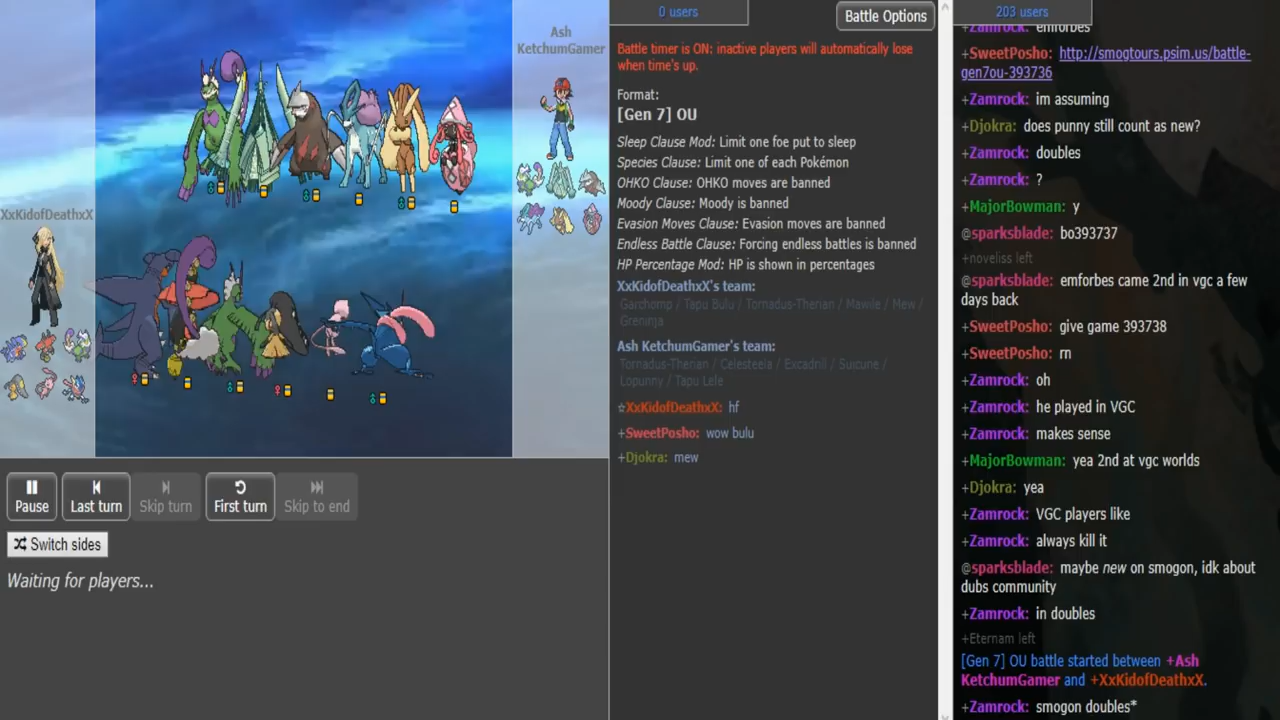 Ash
KetchumGamer
XxKidofDeathxX
Pause
Last turn
Skip turn
First turn
Skip to end
Switch sides
Waiting for players...
0 users
Battle Options
Battle timer is ON: inactive players will automatically lose
when time's up.
Format:
[Gen 7] OU
Sleep Clause Mod: Limit one foe put to sleep
Species Clause: Limit one of each Pokémon
OHKO Clause: OHKO moves are banned
Moody Clause: Moody is banned
Evasion Moves Clause: Evasion moves are banned
Endless Battle Clause: Forcing endless battles is banned
HP Percentage Mod: HP is shown in percentages
XxKidofDeathxX's team:
Garchomp / Tapu Bulu / Tornadus-Therian / Mawile / Mew /
Greninja
Ash KetchumGamer's team:
Tornadus-Therian / Celesteela / Excadrill / Suicune /
Lopunny / Tapu Lele
☆XxKidofDeathxX: hf
+SweetPosho: wow bulu
+Djokra: mew
203 users
+Zamrock: emforbes
+SweetPosho: http://smogtours.psim.us/battle-
gen7ou-393736
+Zamrock: im assuming
+Djokra: does punny still count as new?
+Zamrock: doubles
+Zamrock: ?
+MajorBowman: y
@sparksblade: bo393737
+noveliss left
@sparksblade: emforbes came 2nd in vgc a few
days back
+SweetPosho: give game 393738
+SweetPosho: rn
+Zamrock: oh
+Zamrock: he played in VGC
+Zamrock: makes sense
+MajorBowman: yea 2nd at vgc worlds
+Djokra: yea
+Zamrock: VGC players like
+Zamrock: always kill it
@sparksblade: maybe new on smogon, idk about
dubs community
+Zamrock: in doubles
+Eternam left
[Gen 7] OU battle started between +Ash
KetchumGamer and +XxKidofDeathxX.
+Zamrock: smogon doubles*